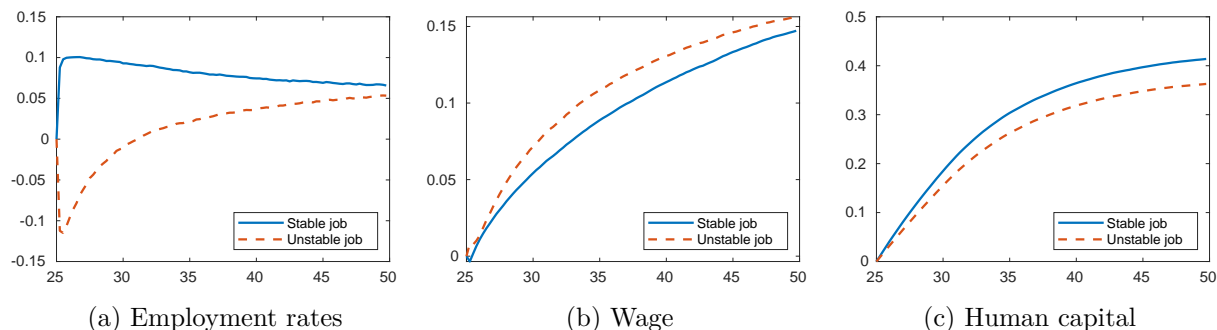 0.15
0.1
0.05
0
-0.05
-0.1
-0.15
25 30 35 40 45 50
Stable job
Unstable job
(a) Employment rates
0.15
0.1
0.05
0
25 30 35 40 45 50
Stable job
Unstable job
(b) Wage
0.5
0.4
0.3
0.2
0.1
0
25 30 35 40 45 50
Stable job
Unstable job
(c) Human capital